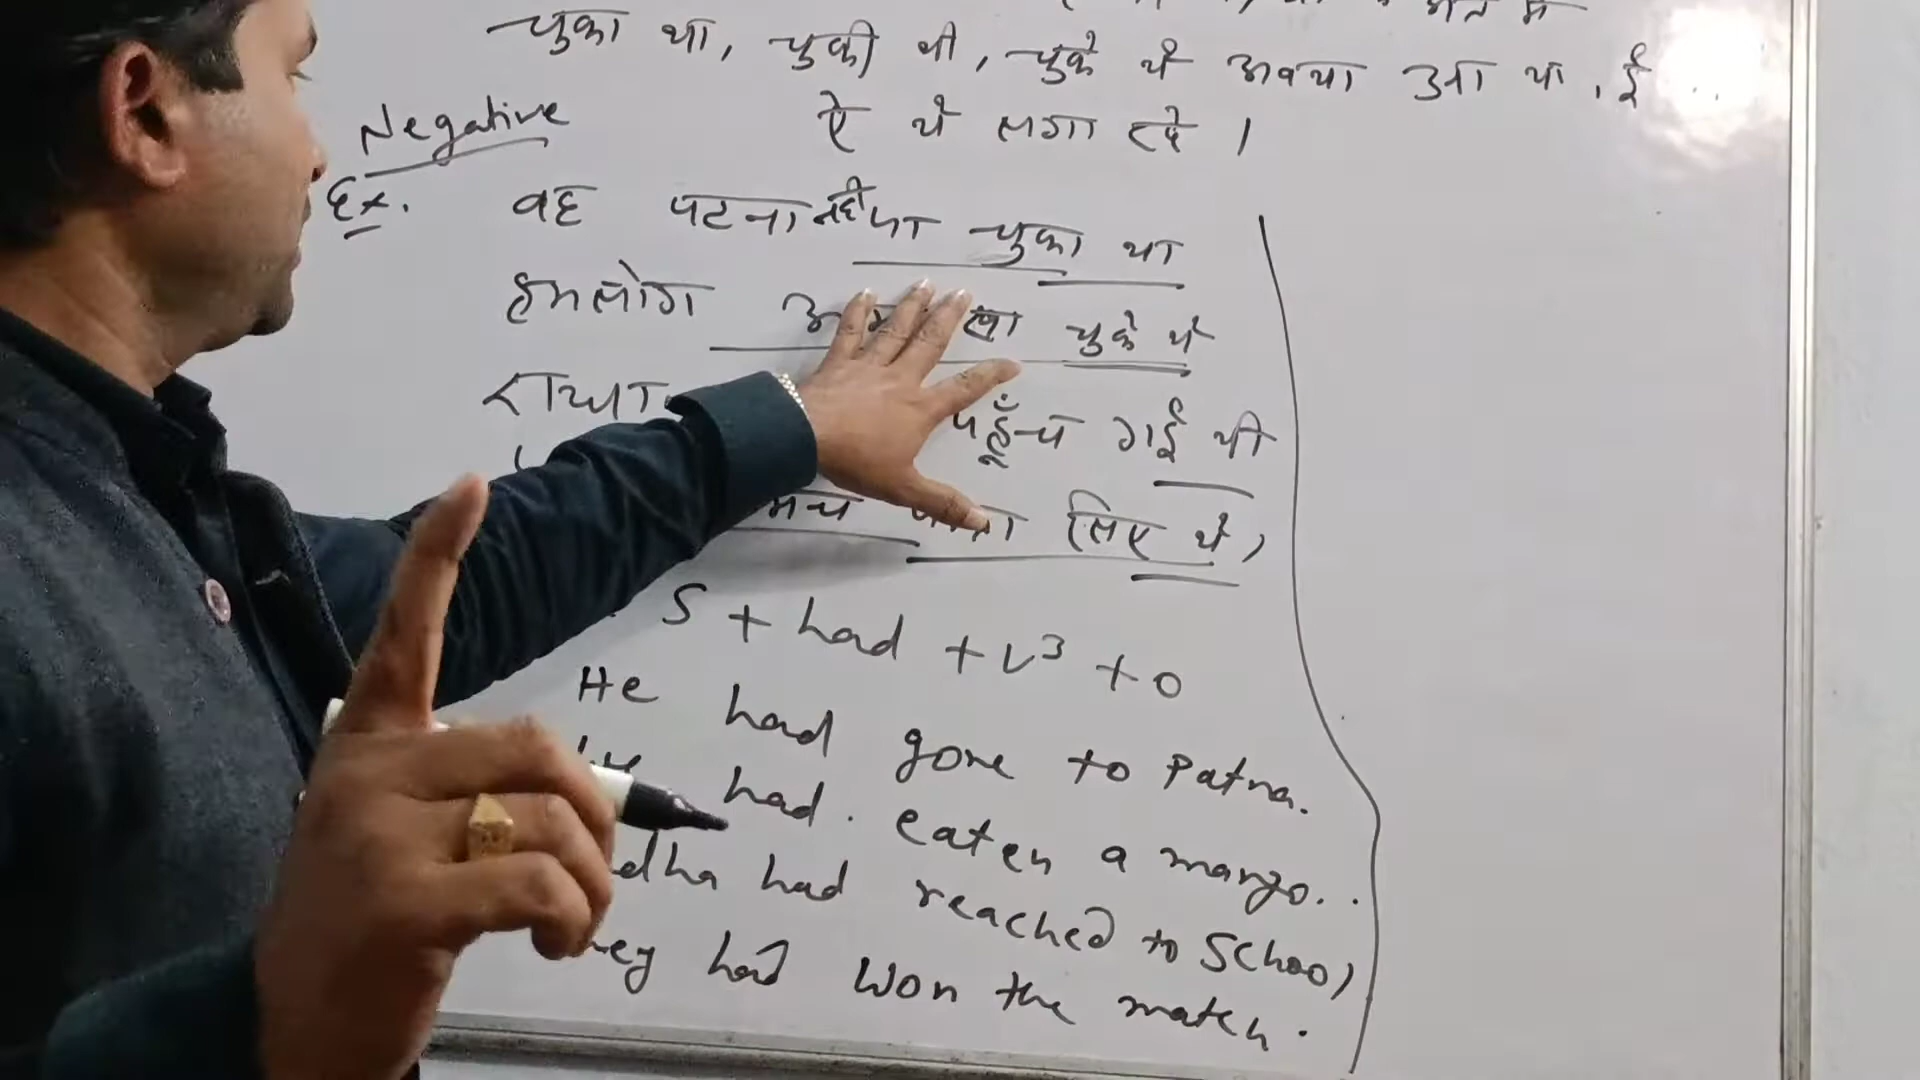 चुका था, चुकी थी, चुके थे अथवा आ था, ई
ऐ थे लगा रहे ।
Negative
Ex. वह पटना नहीं जा चुका था
हमलोग खा चुके थे
राधा पहुँच गई थी
मैच लिए थे,
S + had + V3 + O
He had gone to Patna.
had. eaten a mango..
had reached to School
had won the match.